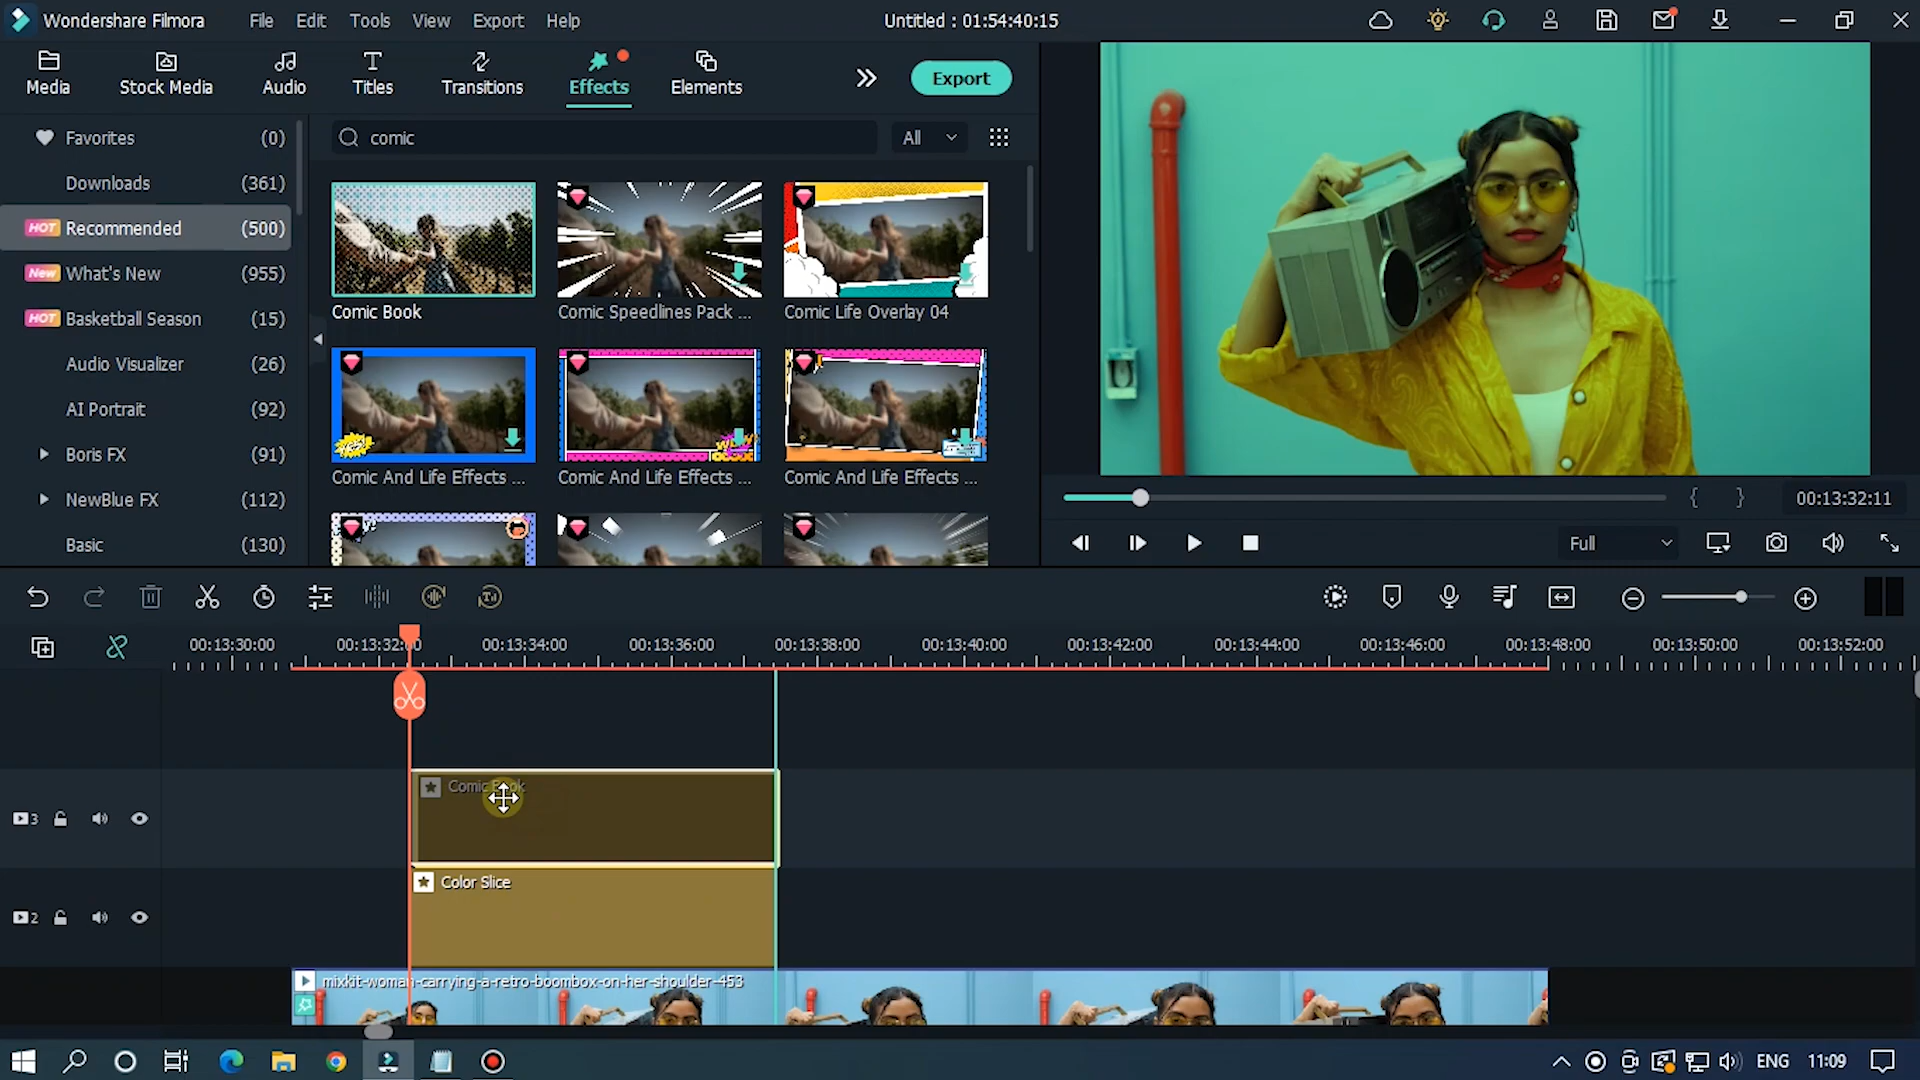 Wondershare Filmora
File
Edit
Tools
View
Export
Help
Untitled : 01:54:40:15
Media
Stock Media
Audio
Titles
Transitions
Effects
Elements
Export
Favorites (0)
Downloads (361)
HOT Recommended (500)
New What's New (955)
HOT Basketball Season (15)
Audio Visualizer (26)
AI Portrait (92)
Boris FX (91)
NewBlue FX (112)
Basic (130)
comic
All
Comic Book
Comic Speedlines Pack ...
Comic Life Overlay 04
Comic And Life Effects ...
Comic And Life Effects ...
Comic And Life Effects ...
{ }
00:13:32:11
Full
00:13:30:00
00:13:32:00
00:13:34:00
00:13:36:00
00:13:38:00
00:13:40:00
00:13:42:00
00:13:44:00
00:13:46:00
00:13:48:00
00:13:50:00
00:13:52:00
3
Comic Book
2
Color Slice
mixkit-woman-carrying-a-retro-boombox-on-her-shoulder-453
ENG
11:09